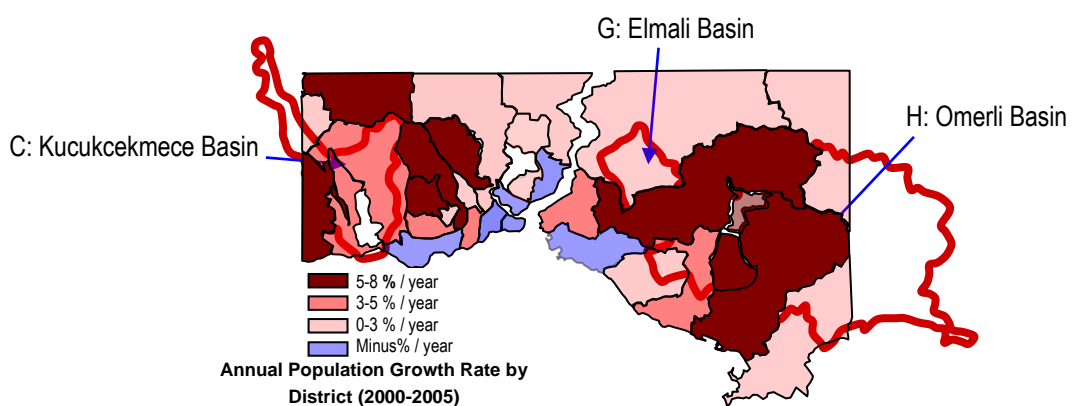 G: Elmali Basin
H: Omerli Basin
C: Kucukcekmece Basin
5-8 % / year
3-5 % / year
0-3 % / year
Minus% / year
Annual Population Growth Rate by
District (2000-2005)